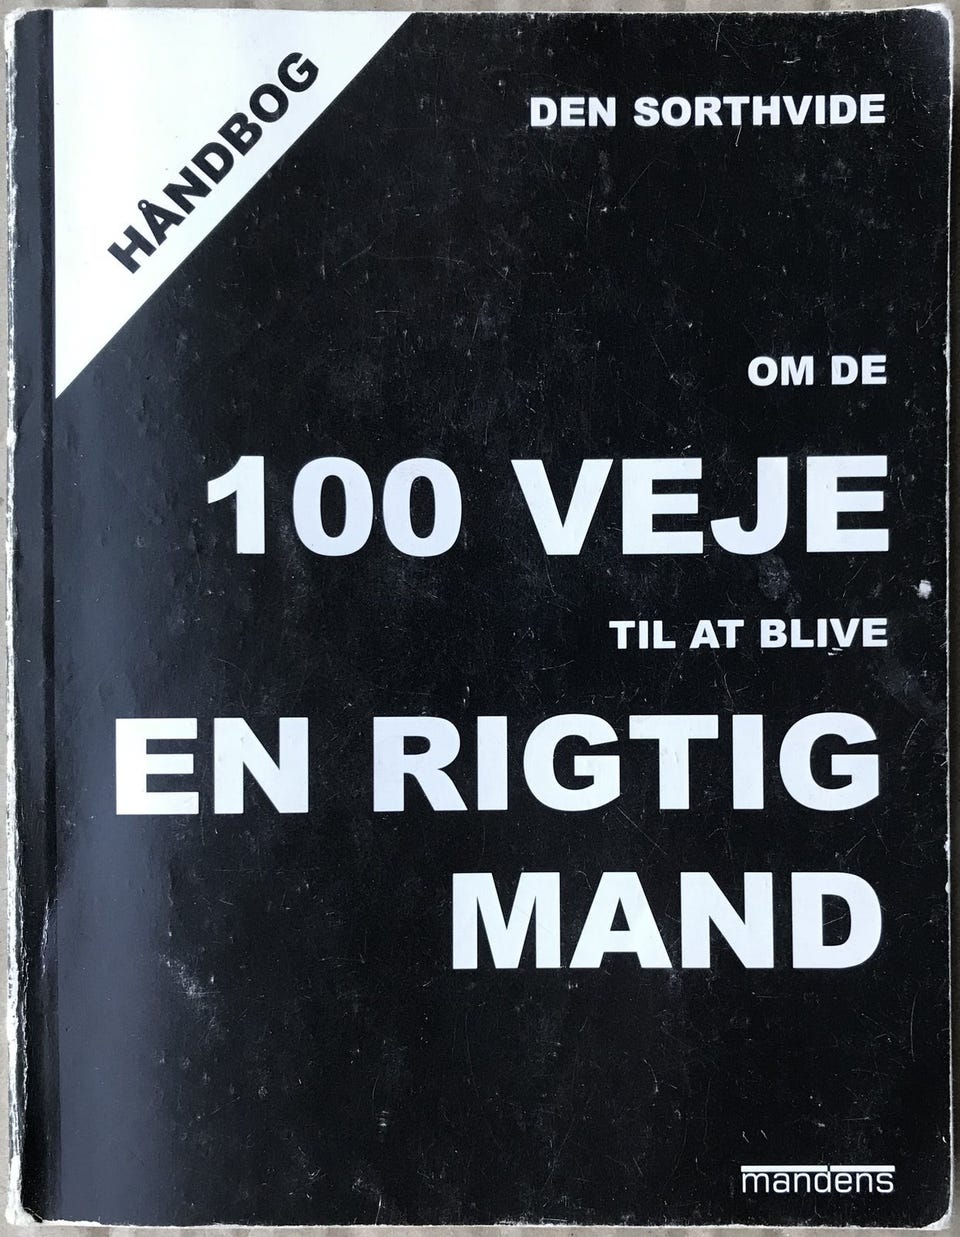 HÅNDBOG
DEN SORTHVIDE
OM DE
100 VEJE
TIL AT BLIVE
EN RIGTIG
MAND
mandens